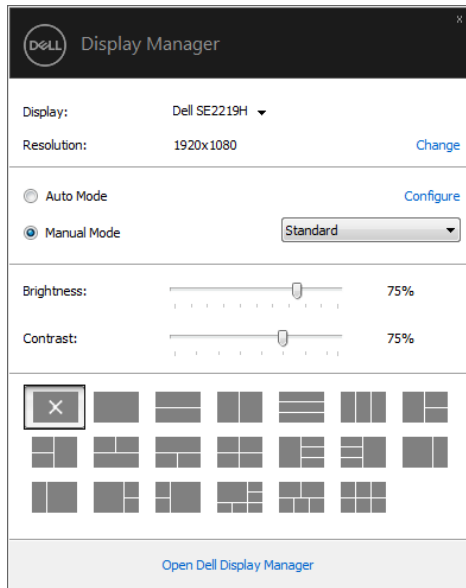 x
DELL Display Manager
Display: Dell SE2219H
Resolution: 1920x1080 Change
Auto Mode Configure
Manual Mode Standard
Brightness: 75%
Contrast: 75%
Open Dell Display Manager